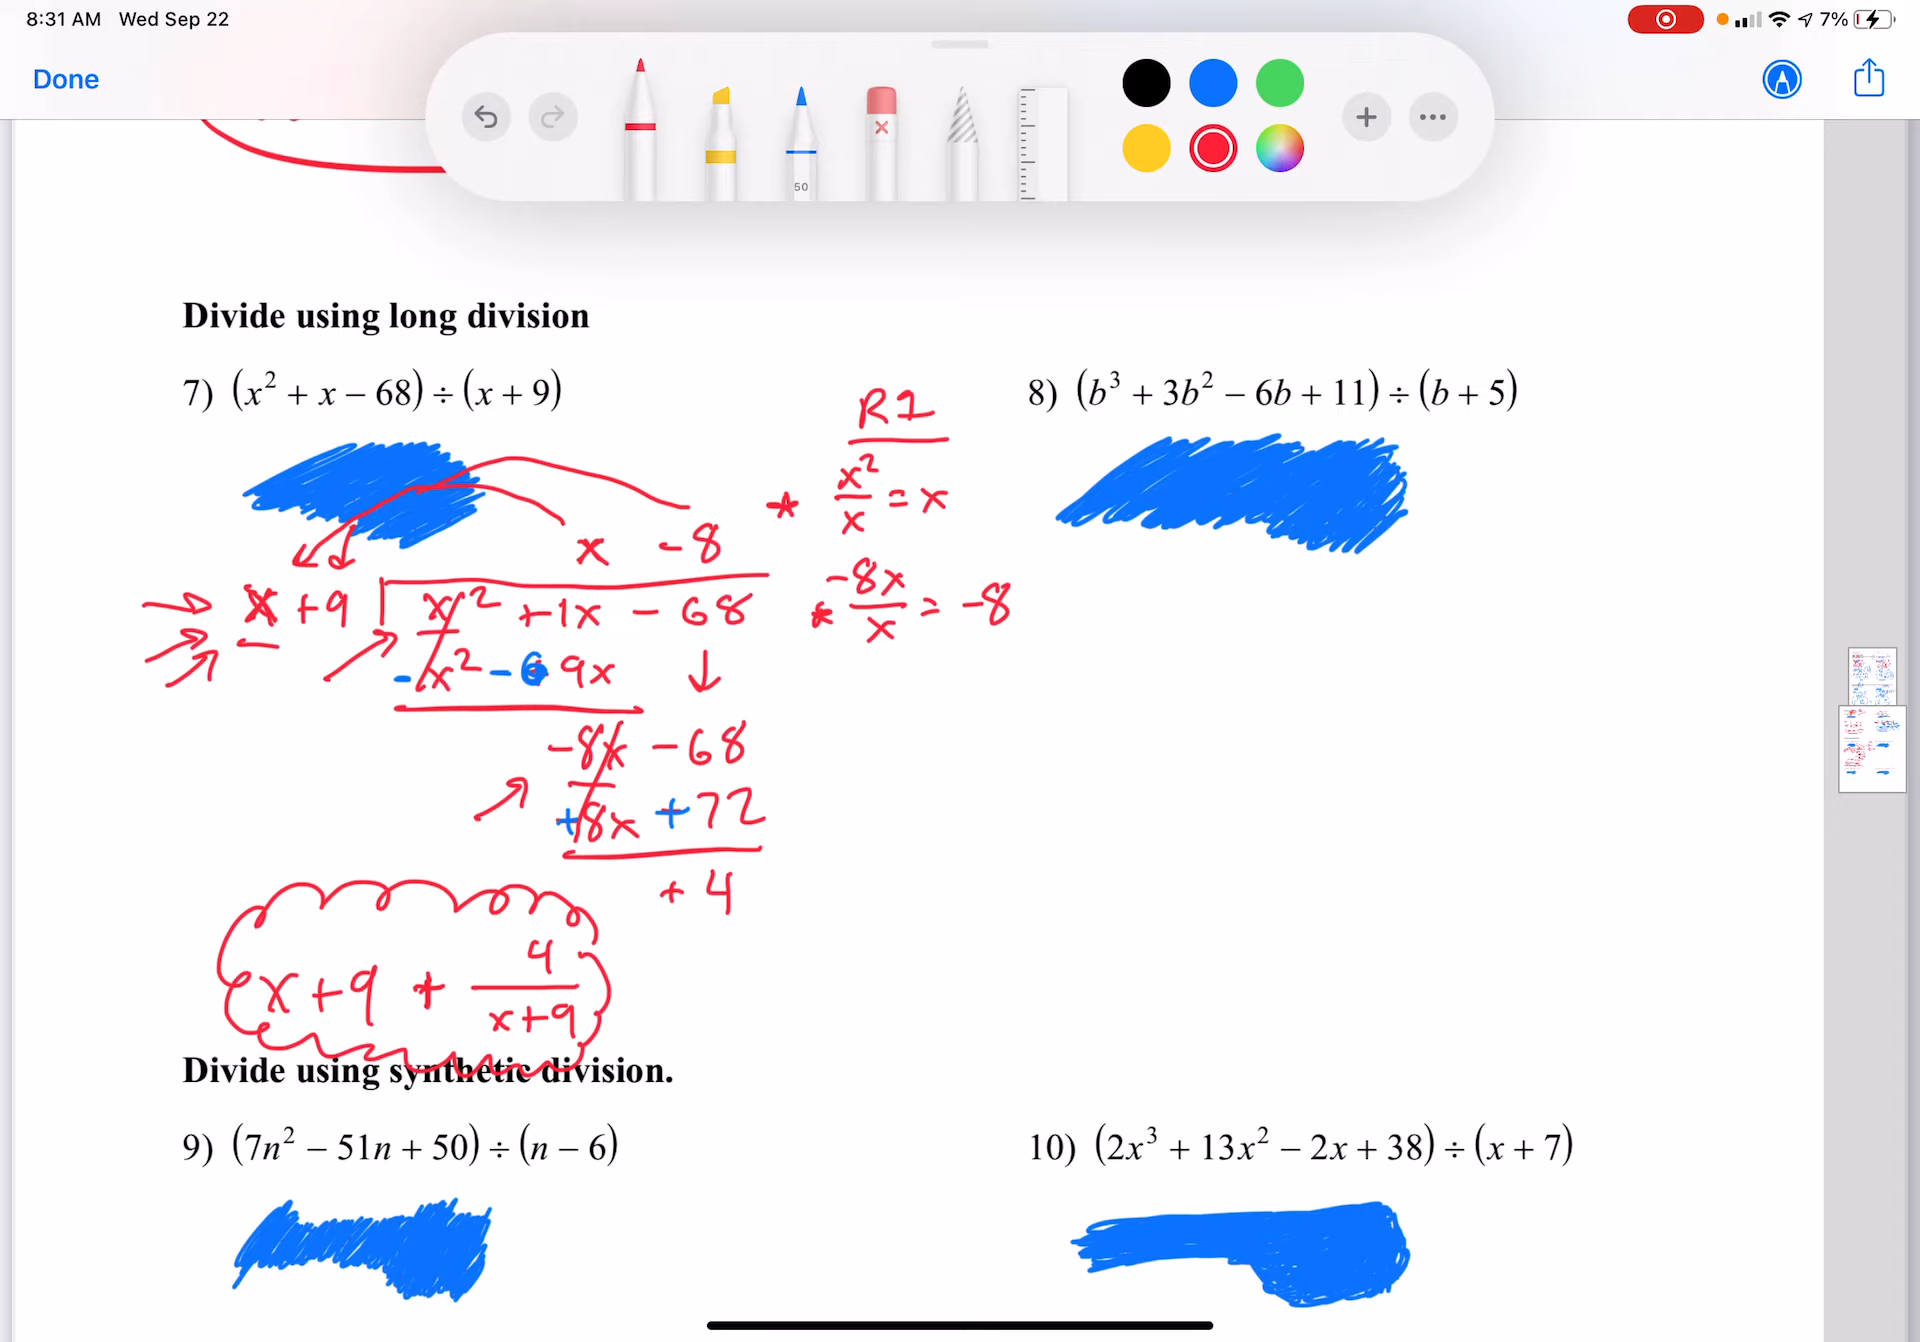 8:31 AM Wed Sep 22
7%
Done
50
Divide using long division
7) (x² + x − 68) ÷ (x + 9)
8) (b³ + 3b² − 6b + 11) ÷ (b + 5)
R1
x²/x = x
x -8
x +9 x² +1x - 68
-8x/x = -8
- x² - 9x
-8x -68
+8x +72
+ 4
x+9 + 4/(x+9)
Divide using synthetic division.
9) (7n² − 51n + 50) ÷ (n − 6)
10) (2x³ + 13x² − 2x + 38) ÷ (x + 7)